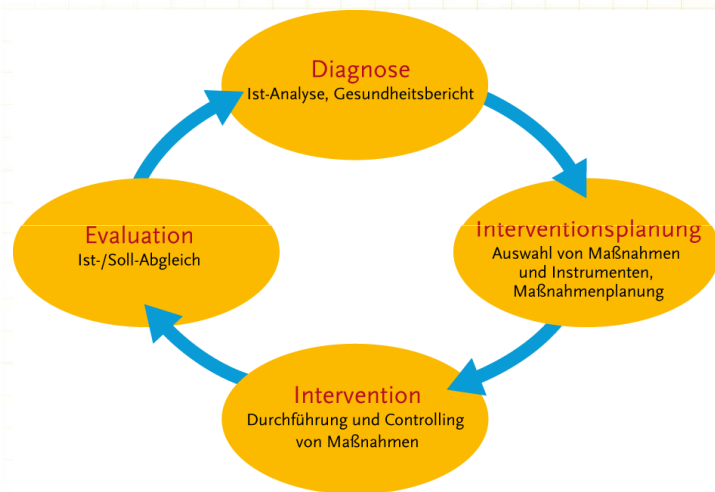 Diagnose
Ist-Analyse, Gesundheitsbericht
Interventionsplanung
Auswahl von Maßnahmen
und Instrumenten,
Maßnahmenplanung
Intervention
Durchführung und Controlling
von Maßnahmen
Evaluation
Ist-/Soll-Abgleich